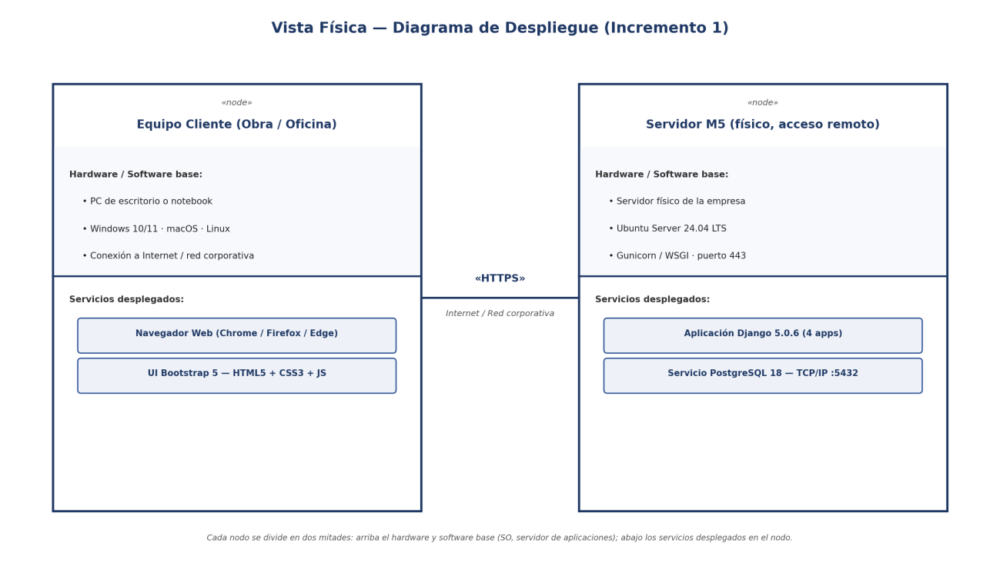 Vista Física — Diagrama de Despliegue (Incremento 1)
«node»
Equipo Cliente (Obra / Oficina)
Hardware / Software base:
• PC de escritorio o notebook
• Windows 10/11 · macOS · Linux
• Conexión a Internet / red corporativa
Servicios desplegados:
Navegador Web (Chrome / Firefox / Edge)
UI Bootstrap 5 — HTML5 + CSS3 + JS
«HTTPS»
Internet / Red corporativa
«node»
Servidor M5 (físico, acceso remoto)
Hardware / Software base:
• Servidor físico de la empresa
• Ubuntu Server 24.04 LTS
• Gunicorn / WSGI · puerto 443
Servicios desplegados:
Aplicación Django 5.0.6 (4 apps)
Servicio PostgreSQL 18 — TCP/IP :5432
Cada nodo se divide en dos mitades: arriba el hardware y software base (SO, servidor de aplicaciones); abajo los servicios desplegados en el nodo.